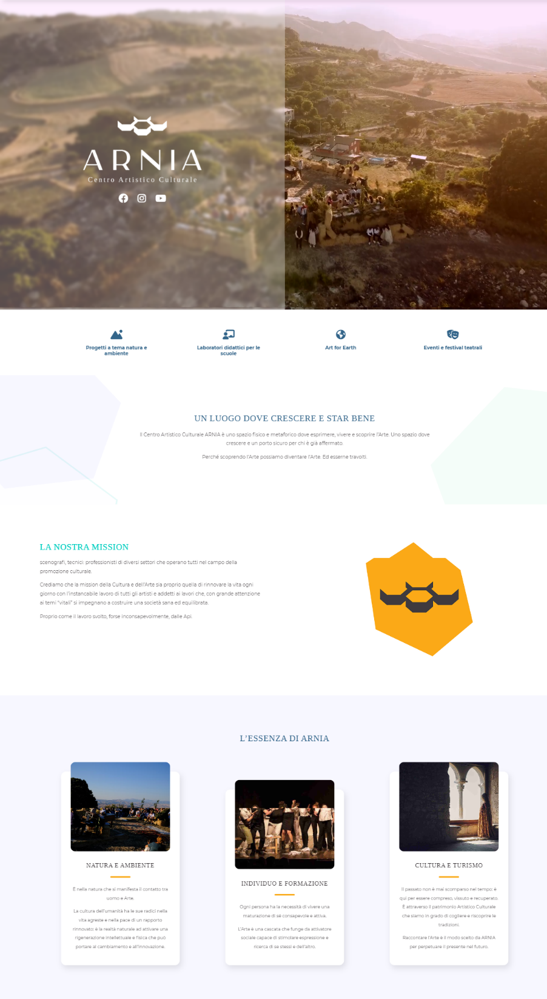 ARNIA
Centro Artistico Culturale
Progetti a tema natura e
ambiente
Laboratori didattici per le
scuole
Art for Earth
Eventi e festival teatrali
UN LUOGO DOVE CRESCERE E STAR BENE
Il Centro Artistico Culturale ARNIA è uno spazio fisico e metaforico dove esprimere, vivere e scoprire l'Arte. Uno spazio dove
crescere e un porto sicuro per chi è già affermato.
Perché scoprendo l'Arte possiamo diventare l'Arte. Ed esserne travolti.
LA NOSTRA MISSION
scenografi, tecnici: professionisti di diversi settori che operano tutti nel campo della
promozione culturale.
Crediamo che la mission della Cultura e dell'Arte sia proprio quella di rinnovare la vita ogni
giorno con l'instancabile lavoro di tutti gli artisti e addetti ai lavori che, con grande attenzione
ai temi "vitali" si impegnano a costruire una società sana ed equilibrata.
Proprio come il lavoro svolto, forse inconsapevolmente, dalle Api.
L'ESSENZA DI ARNIA
NATURA E AMBIENTE
È nella natura che si manifesta il contatto tra
uomo e Arte.
La cultura dell'umanità ha le sue radici nella
vita agreste e nella pace di un rapporto
rinnovato: è la realtà naturale ad attivare una
rigenerazione intellettuale e fisica che può
portare al cambiamento e all'innovazione.
INDIVIDUO E FORMAZIONE
Ogni persona ha la necessità di vivere una
maturazione di sé consapevole e attiva.
L'Arte è una cascata che funge da attivatore
sociale capace di stimolare espressione e
ricerca di se stessi e dell'altro.
CULTURA E TURISMO
Il passato non è mai scomparso nel tempo: è
qui per essere compreso, vissuto e recuperato.
È attraverso il patrimonio Artistico Culturale
che siamo in grado di cogliere e riscoprire le
tradizioni.
Raccontare l'Arte è il modo scelto da ARNIA
per perpetuare il presente nel futuro.